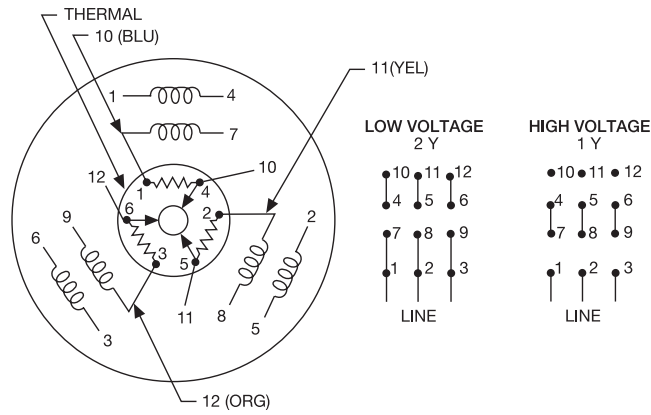 THERMAL
10 (BLU)
11(YEL)
1 4
7
12 10
1 4
6 2
9 2
6
3 5
3 11 8 5
12 (ORG)
LOW VOLTAGE
2 Y
10 11 12
4 5 6
7 8 9
1 2 3
LINE
HIGH VOLTAGE
1 Y
10 11 12
4 5 6
7 8 9
1 2 3
LINE